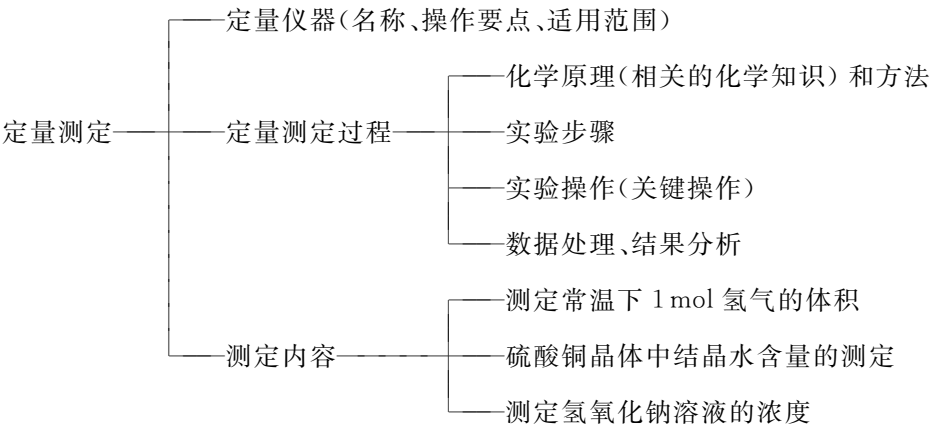 定量仪器(名称、操作要点、适用范围)
化学原理(相关的化学知识)和方法
定量测定
定量测定过程
实验步骤
实验操作(关键操作)
数据处理、结果分析
测定常温下 1mol 氢气的体积
测定内容
硫酸铜晶体中结晶水含量的测定
测定氢氧化钠溶液的浓度